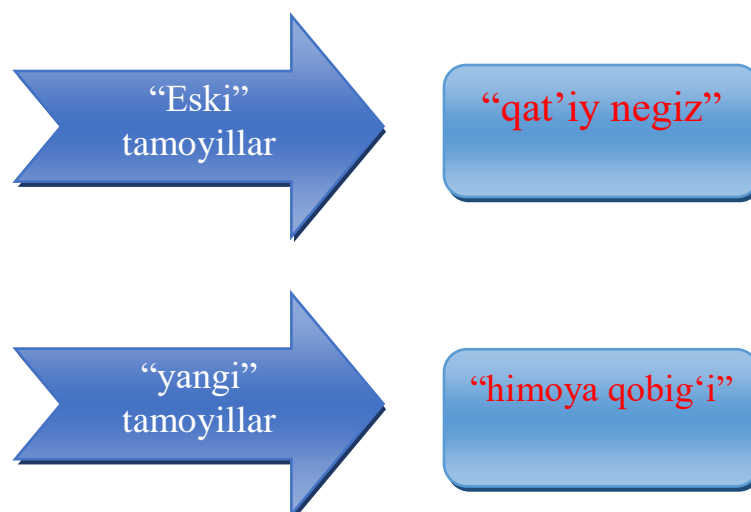 “Eski”
tamoyillar
“qat’iy negiz”
“yangi”
tamoyillar
“himoya qobig‘i”